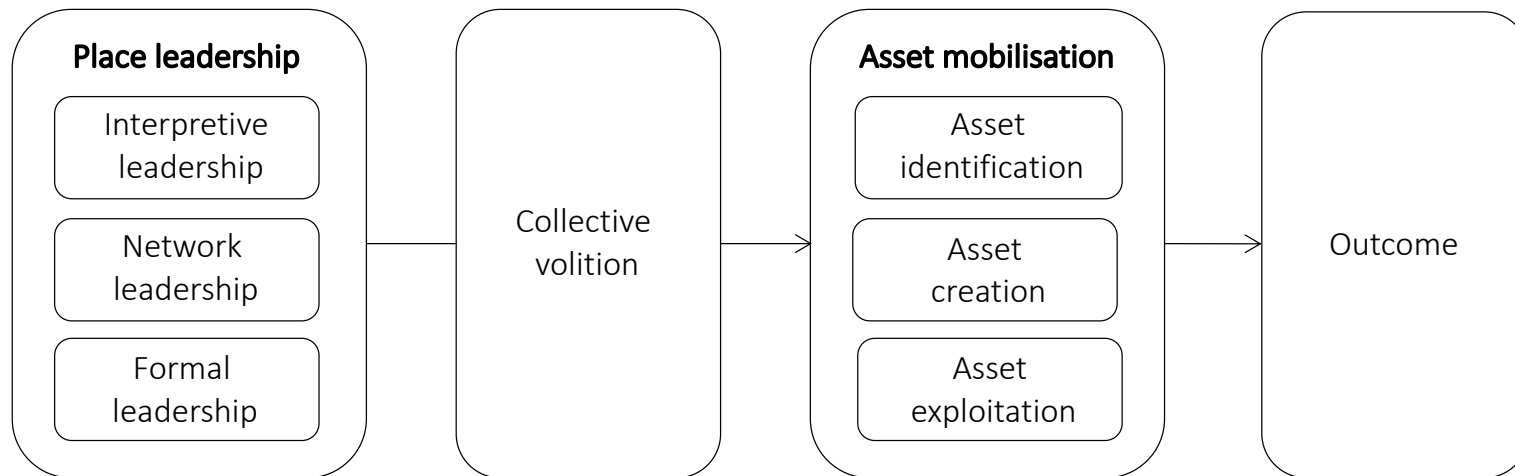 Place leadership
Interpretive
leadership
Network
leadership
Formal
leadership
Collective
volition
Asset mobilisation
Asset
identification
Asset
creation
Asset
exploitation
Outcome